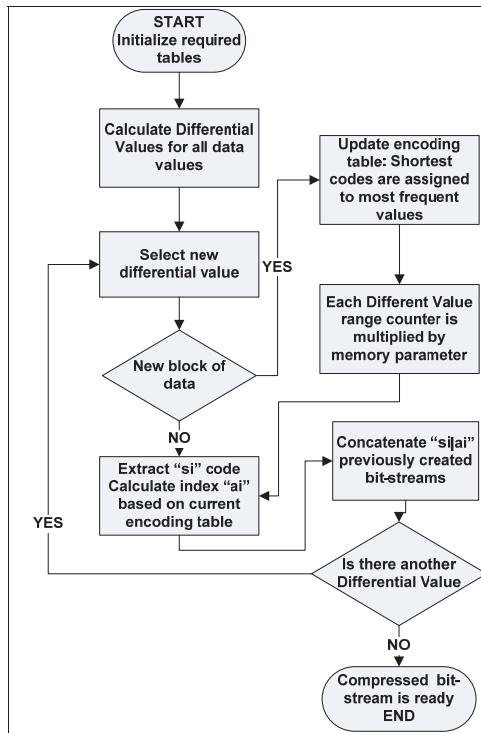 START
Initialize required
tables
Calculate Differential
Values for all data
values
Select new
differential value
New block of
data
YES
Update encoding
table: Shortest
codes are assigned
to most frequent
values
Each Different Value
range counter is
multiplied by
memory parameter
NO
Extract “si” code
Calculate index “ai”
based on current
encoding table
Concatenate “si|ai”
previously created
bit-streams
YES
Is there another
Differential Value
NO
Compressed bit-
stream is ready
END